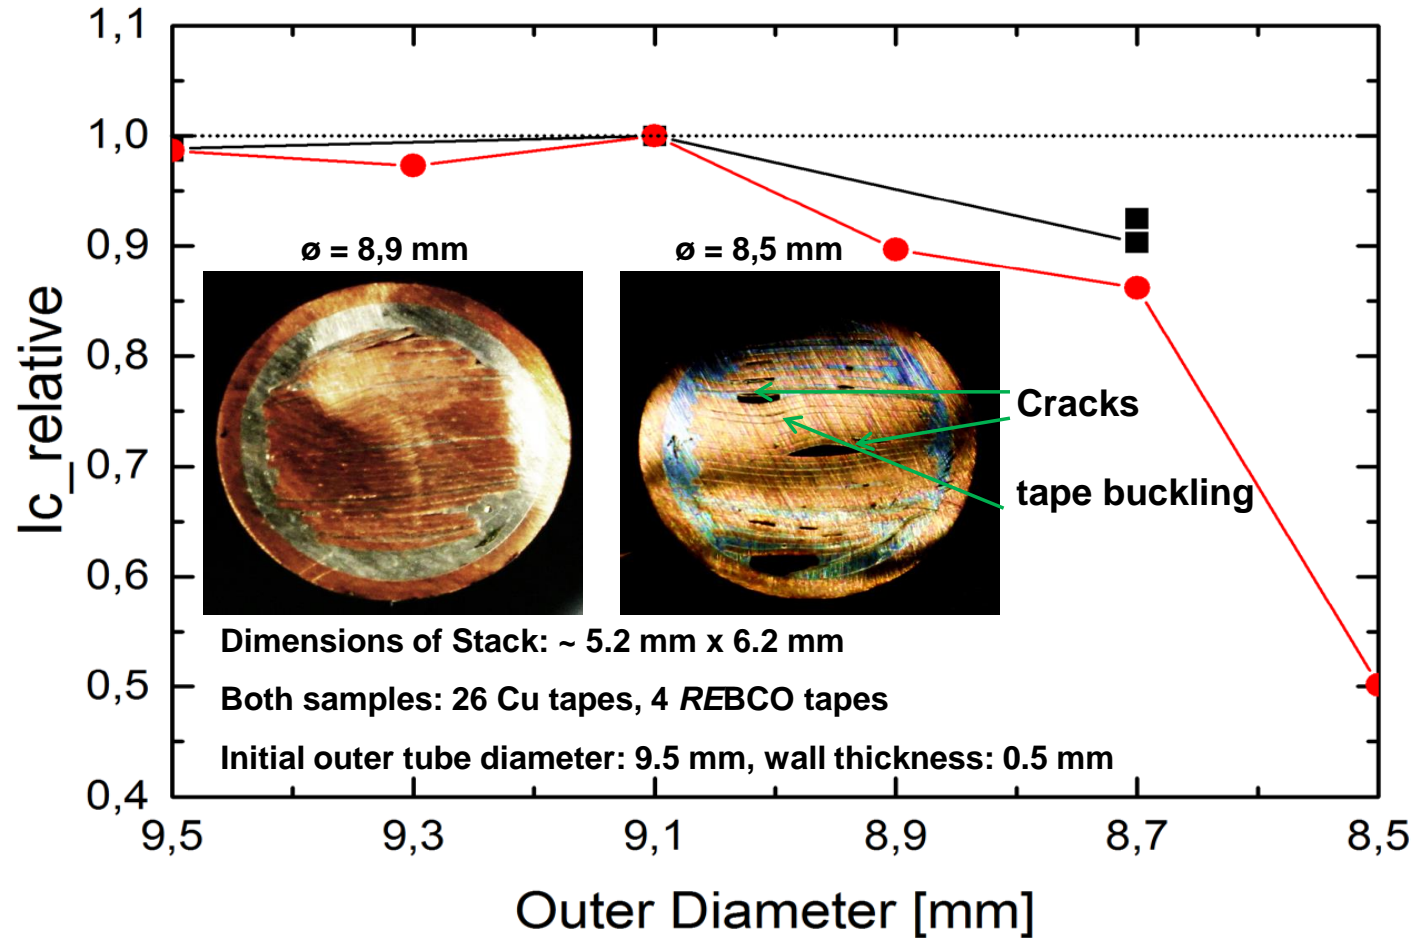 1,1
1,0
0,9
0,8
0,7
0,6
0,5
0,4
Ic_relative
ø = 8,9 mm
ø = 8,5 mm
Cracks
tape buckling
Dimensions of Stack: ~ 5.2 mm x 6.2 mm
Both samples: 26 Cu tapes, 4 REBCO tapes
Initial outer tube diameter: 9.5 mm, wall thickness: 0.5 mm
9,5 9,3 9,1 8,9 8,7 8,5
Outer Diameter [mm]